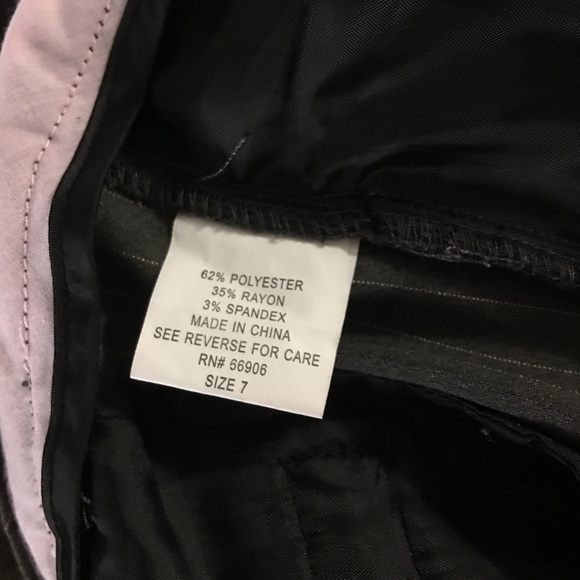 62% POLYESTER
35% RAYON
3% SPANDEX
MADE IN CHINA
SEE REVERSE FOR CARE
RN# 66906
SIZE 7